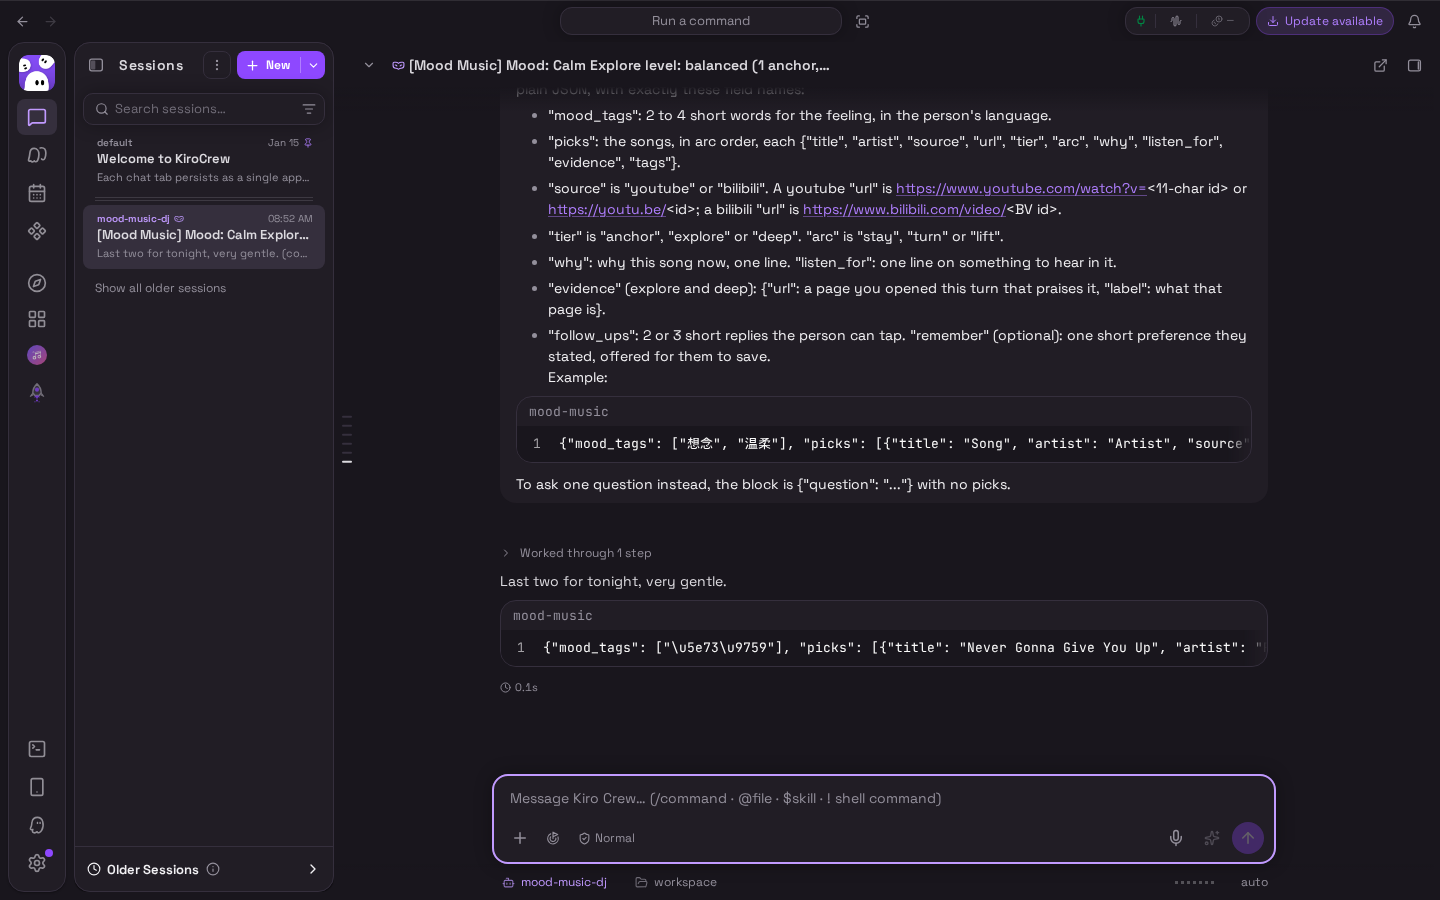 Run a command
Update available
Sessions
New
[Mood Music] Mood: Calm Explore level: balanced (1 anchor,...
Search sessions...
default
Jan 15
Welcome to KiroCrew
Each chat tab persists as a single app...
mood-music-dj
08:52 AM
[Mood Music] Mood: Calm Explor...
Last two for tonight, very gentle. (co...
Show all older sessions
plain JSON, with exactly these field names:
"mood_tags": 2 to 4 short words for the feeling, in the person's language.
"picks": the songs, in arc order, each {"title", "artist", "source", "url", "tier", "arc", "why", "listen_for",
"evidence", "tags"}.
"source" is "youtube" or "bilibili". A youtube "url" is https://www.youtube.com/watch?v=<11-char id> or
https://youtu.be/<id>; a bilibili "url" is https://www.bilibili.com/video/<BV id>.
"tier" is "anchor", "explore" or "deep". "arc" is "stay", "turn" or "lift".
"why": why this song now, one line. "listen_for": one line on something to hear in it.
"evidence" (explore and deep): {"url": a page you opened this turn that praises it, "label": what that
page is}.
"follow_ups": 2 or 3 short replies the person can tap. "remember" (optional): one short preference they
stated, offered for them to save.
Example:
mood-music
1 {"mood_tags": ["想念", "温柔"], "picks": [{"title": "Song", "artist": "Artist", "source"
To ask one question instead, the block is {"question": "..."} with no picks.
Worked through 1 step
Last two for tonight, very gentle.
mood-music
1 {"mood_tags": ["\u5e73\u9759"], "picks": [{"title": "Never Gonna Give You Up", "artist": "
0.1s
Message Kiro Crew... (/command · @file · $skill · ! shell command)
Normal
Older Sessions
mood-music-dj
workspace
auto